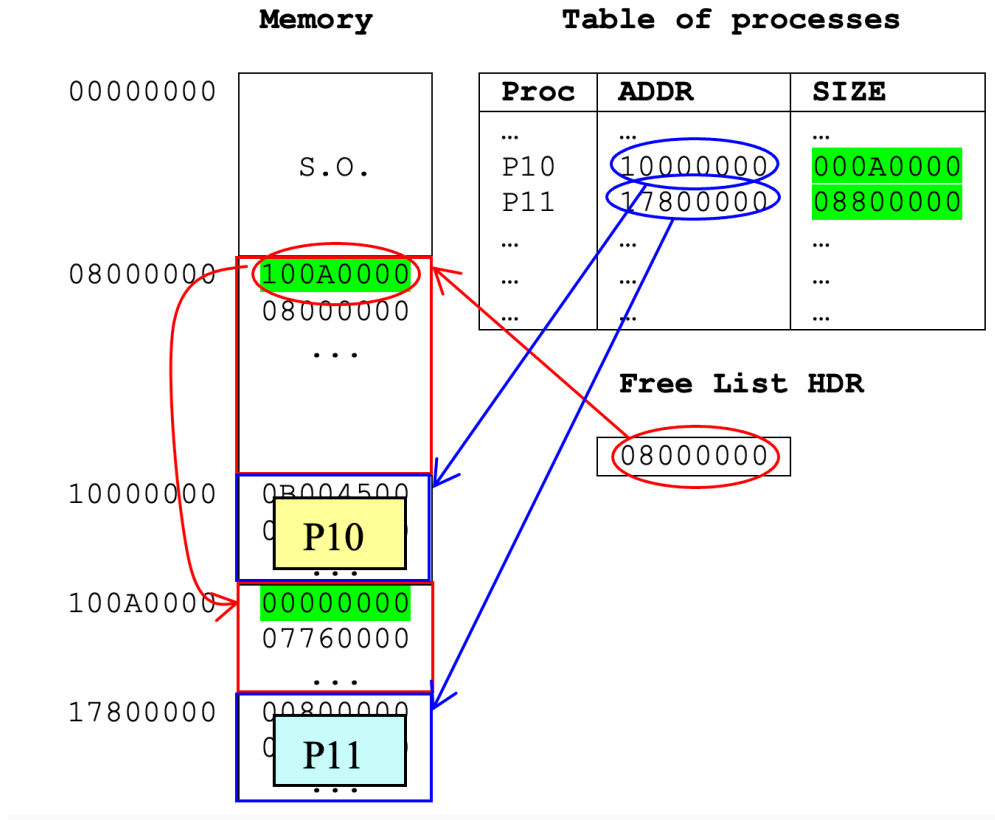 Memory
Table of processes
Proc ADDR SIZE
… … …
P10 10000000 000A0000
P11 17800000 08800000
… … …
… … …
… … …
00000000
S.O.
08000000 100A0000
08000000
...
Free List HDR
08000000
10000000 0B004500
P10
...
100A0000 00000000
07760000
...
17800000 00800000
P11
...